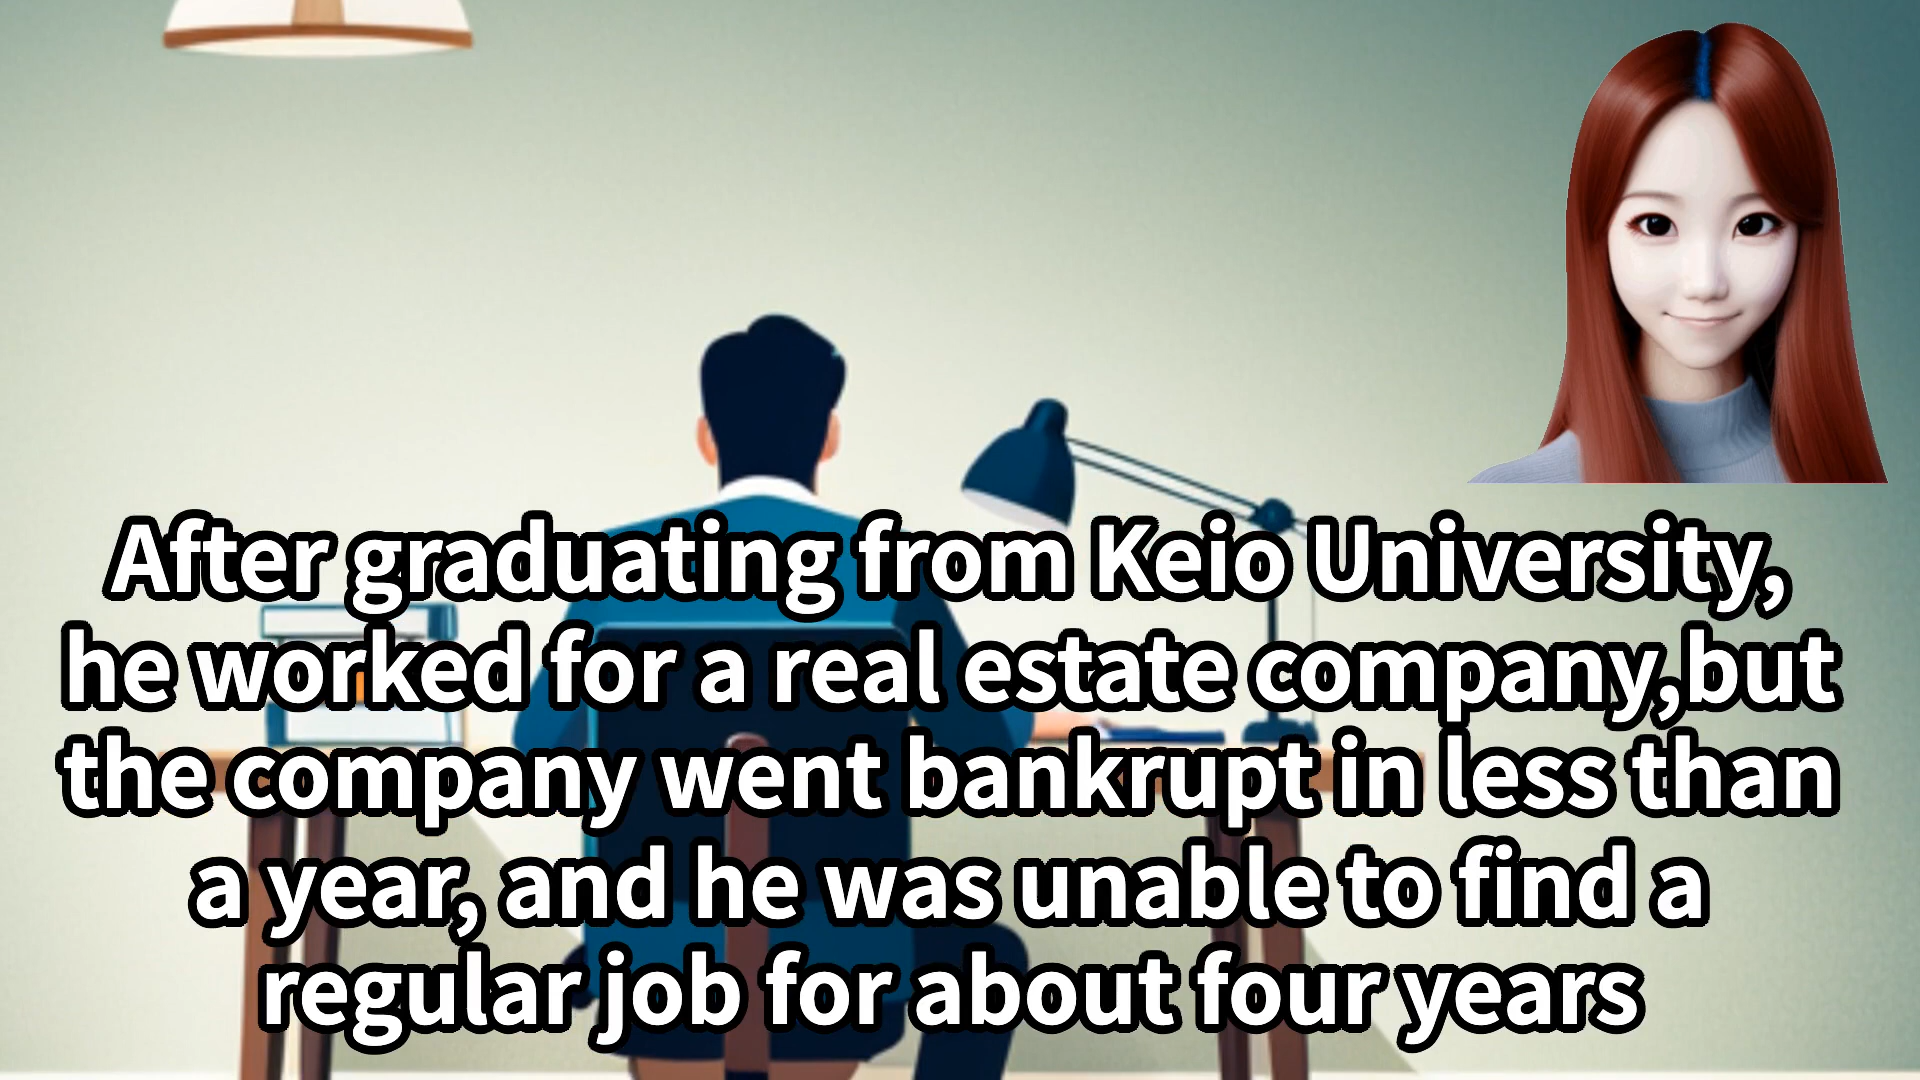 After graduating from Keio University,
he worked for a real estate company,but
the company went bankrupt in less than
a year, and he was unable to find a
regular job for about four years